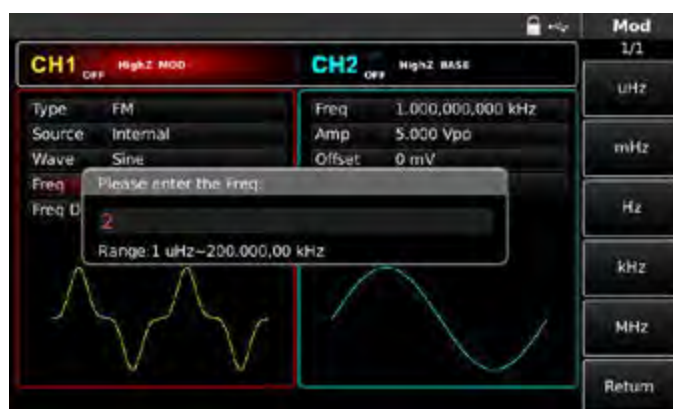 Mod
1/1
CH1 OFF HighZ MOD
CH2 OFF HighZ BASE
Type FM
Source Internal
Wave Sine
Freq
Freq D
Freq 1.000,000,000 kHz
Amp 5.000 Vpp
Offset 0 mV
Please enter the Freq:
2
Range:1 uHz~200.000,00 kHz
uHz
mHz
Hz
kHz
MHz
Return